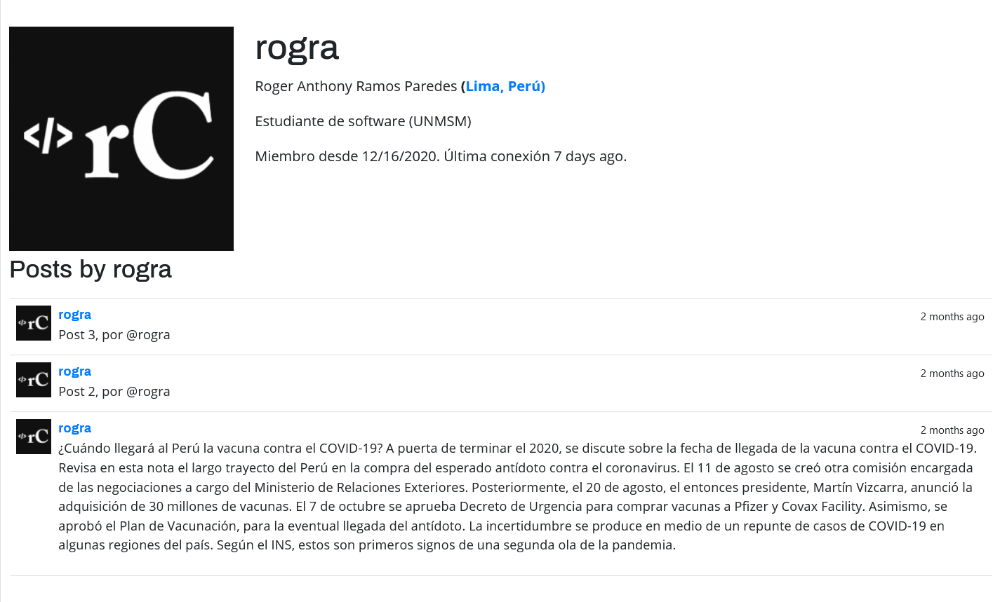 </> rC
rogra
Roger Anthony Ramos Paredes (Lima, Perú)
Estudiante de software (UNMSM)
Miembro desde 12/16/2020. Última conexión 7 days ago.
Posts by rogra
</> rC
rogra
2 months ago
Post 3, por @rogra
</> rC
rogra
2 months ago
Post 2, por @rogra
</> rC
rogra
2 months ago
¿Cuándo llegará al Perú la vacuna contra el COVID-19? A puerta de terminar el 2020, se discute sobre la fecha de llegada de la vacuna contra el COVID-19.
Revisa en esta nota el largo trayecto del Perú en la compra del esperado antídoto contra el coronavirus. El 11 de agosto se creó otra comisión encargada
de las negociaciones a cargo del Ministerio de Relaciones Exteriores. Posteriormente, el 20 de agosto, el entonces presidente, Martín Vizcarra, anunció la
adquisición de 30 millones de vacunas. El 7 de octubre se aprueba Decreto de Urgencia para comprar vacunas a Pfizer y Covax Facility. Asimismo, se
aprobó el Plan de Vacunación, para la eventual llegada del antídoto. La incertidumbre se produce en medio de un repunte de casos de COVID-19 en
algunas regiones del país. Según el INS, estos son primeros signos de una segunda ola de la pandemia.